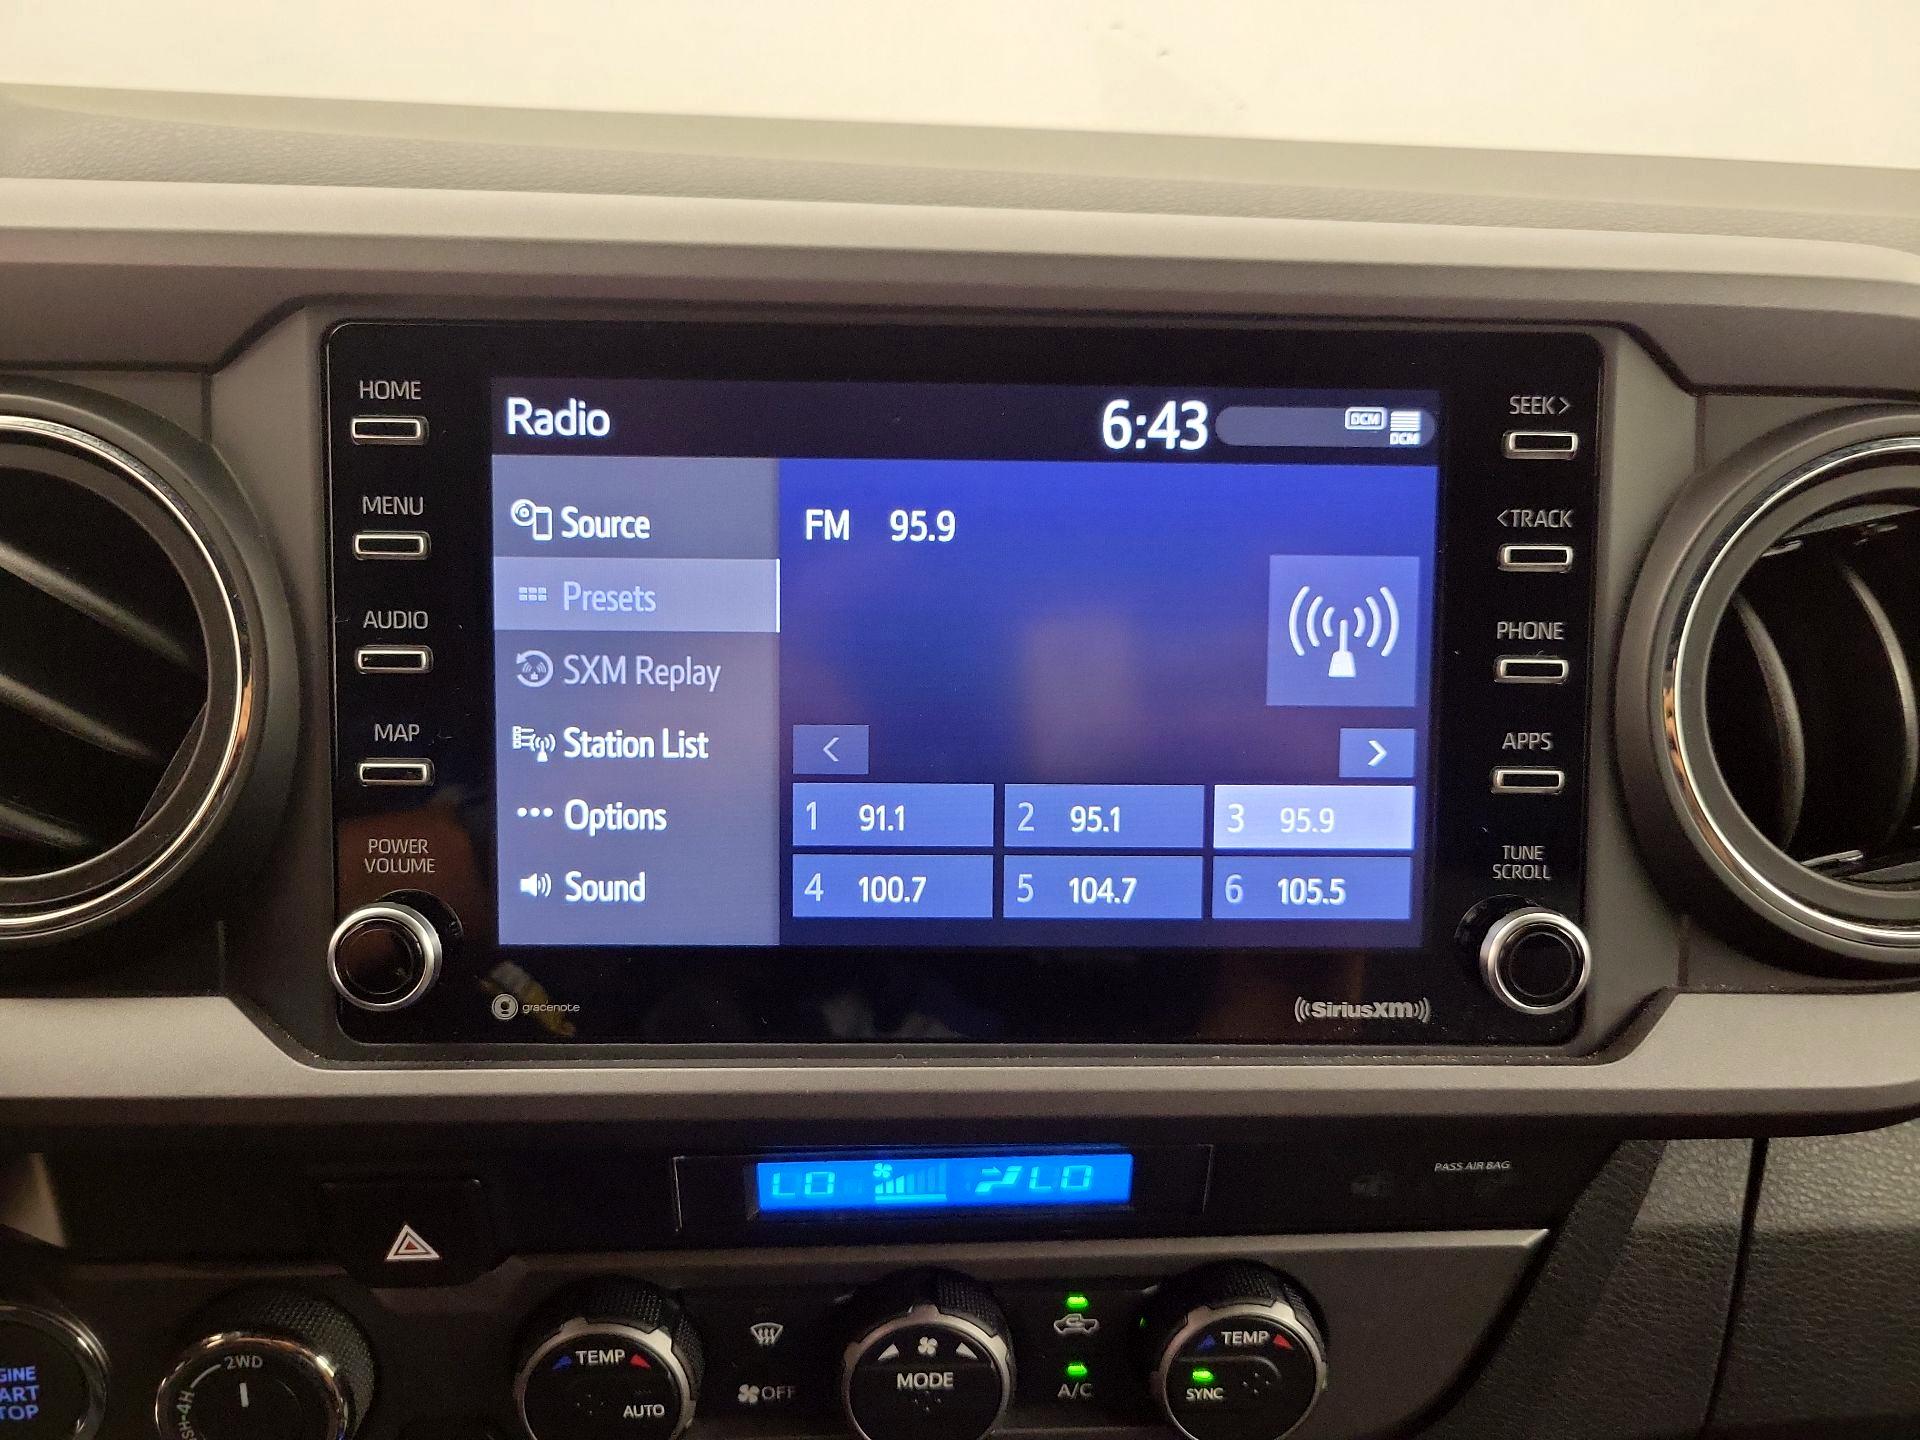 HOME
MENU
AUDIO
MAP
POWER
VOLUME
Radio
6:43
DCM
DCM
Source
Presets
SXM Replay
Station List
Options
Sound
FM 95.9
<
>
1 91.1
2 95.1
3 95.9
4 100.7
5 104.7
6 105.5
SEEK>
<TRACK
PHONE
APPS
TUNE
SCROLL
gracenote
SiriusXM
LO
LO
PASS AIR BAG
2WD
TEMP
AUTO
OFF
MODE
A/C
TEMP
SYNC